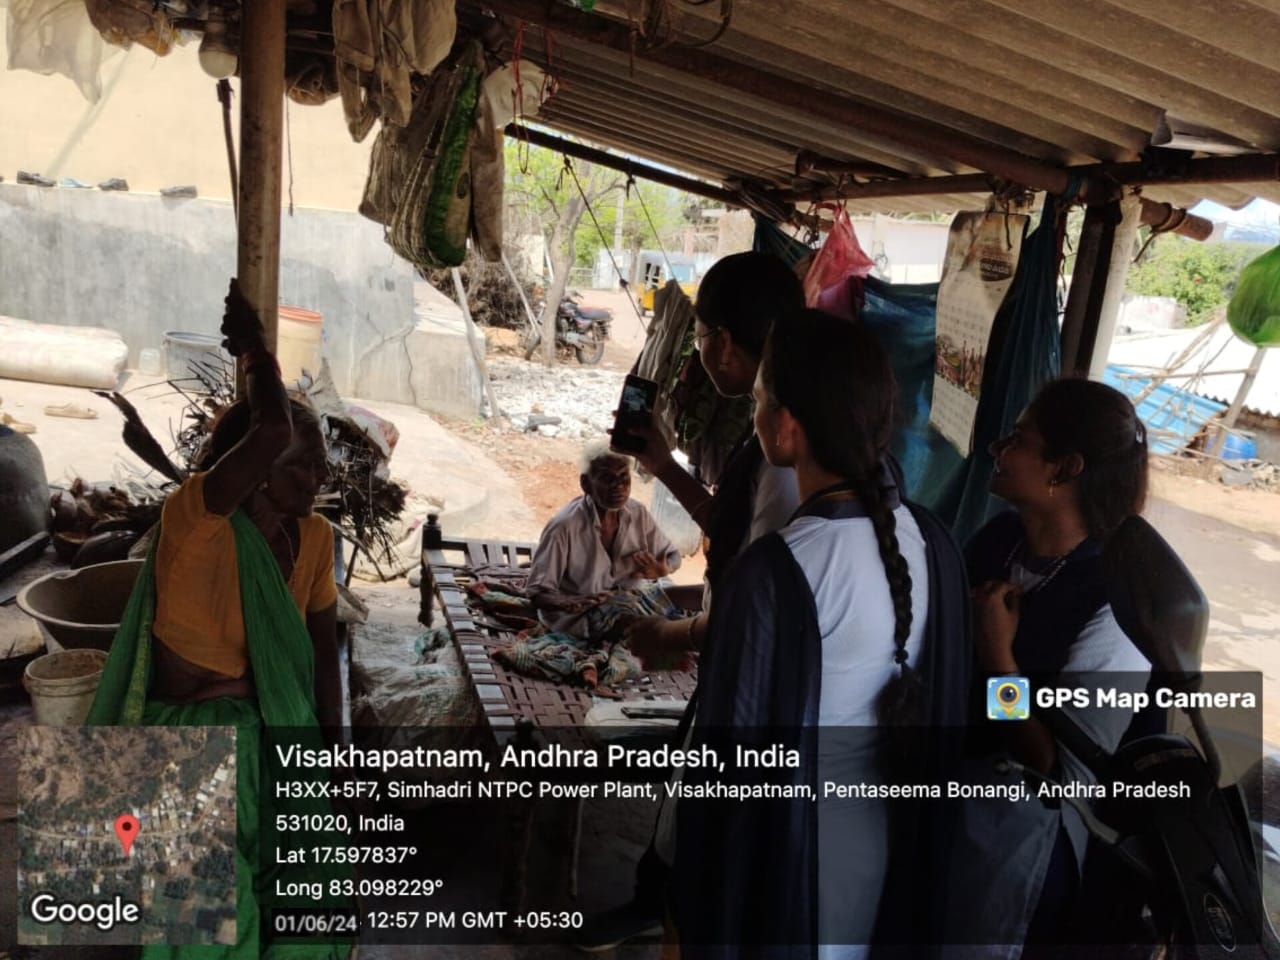 GPS Map Camera
Visakhapatnam, Andhra Pradesh, India
H3XX+5F7, Simhadri NTPC Power Plant, Visakhapatnam, Pentaseema Bonangi, Andhra Pradesh
531020, India
Lat 17.597837°
Long 83.098229°
01/06/24 12:57 PM GMT +05:30
Google